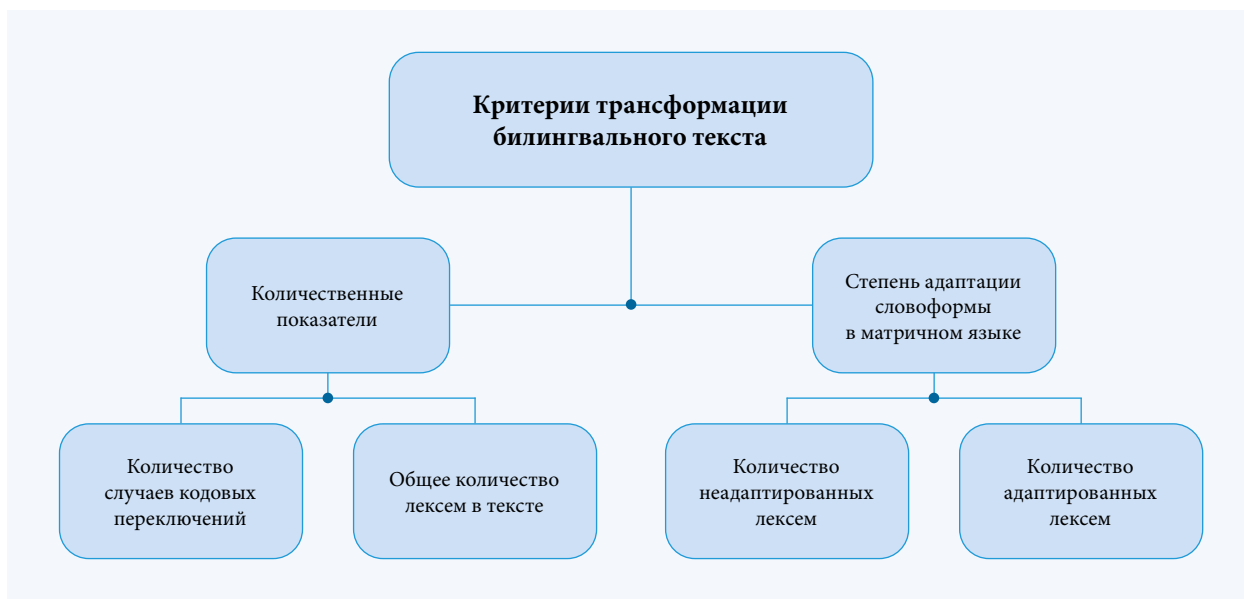 Критерии трансформации
билингвального текста
Количественные
показатели
Степень адаптации
словоформы
в матричном языке
Количество
случаев кодовых
переключений
Общее количество
лексем в тексте
Количество
неадаптированных
лексем
Количество
адаптированных
лексем